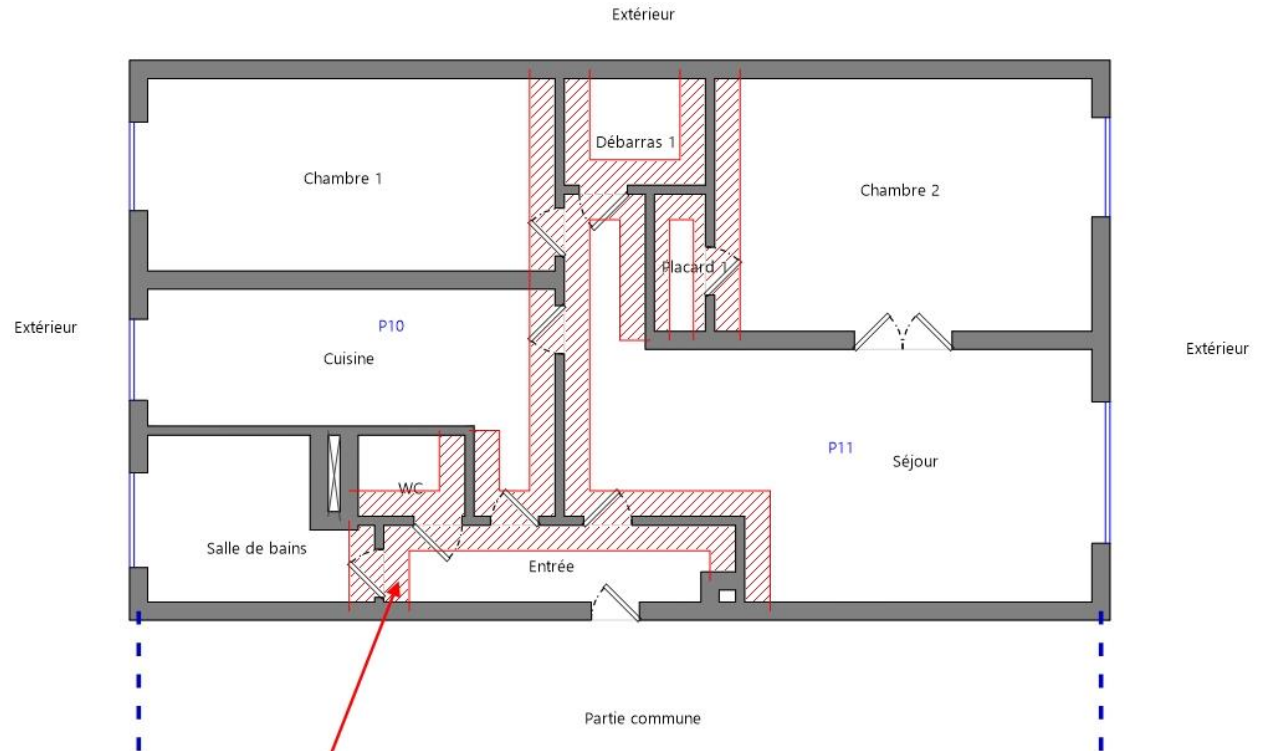 Extérieur
Débarras 1
Chambre 1
Chambre 2
Placard 1
Extérieur
P10
Extérieur
Cuisine
P11
Séjour
WC
Salle de bains
Entrée
Partie commune